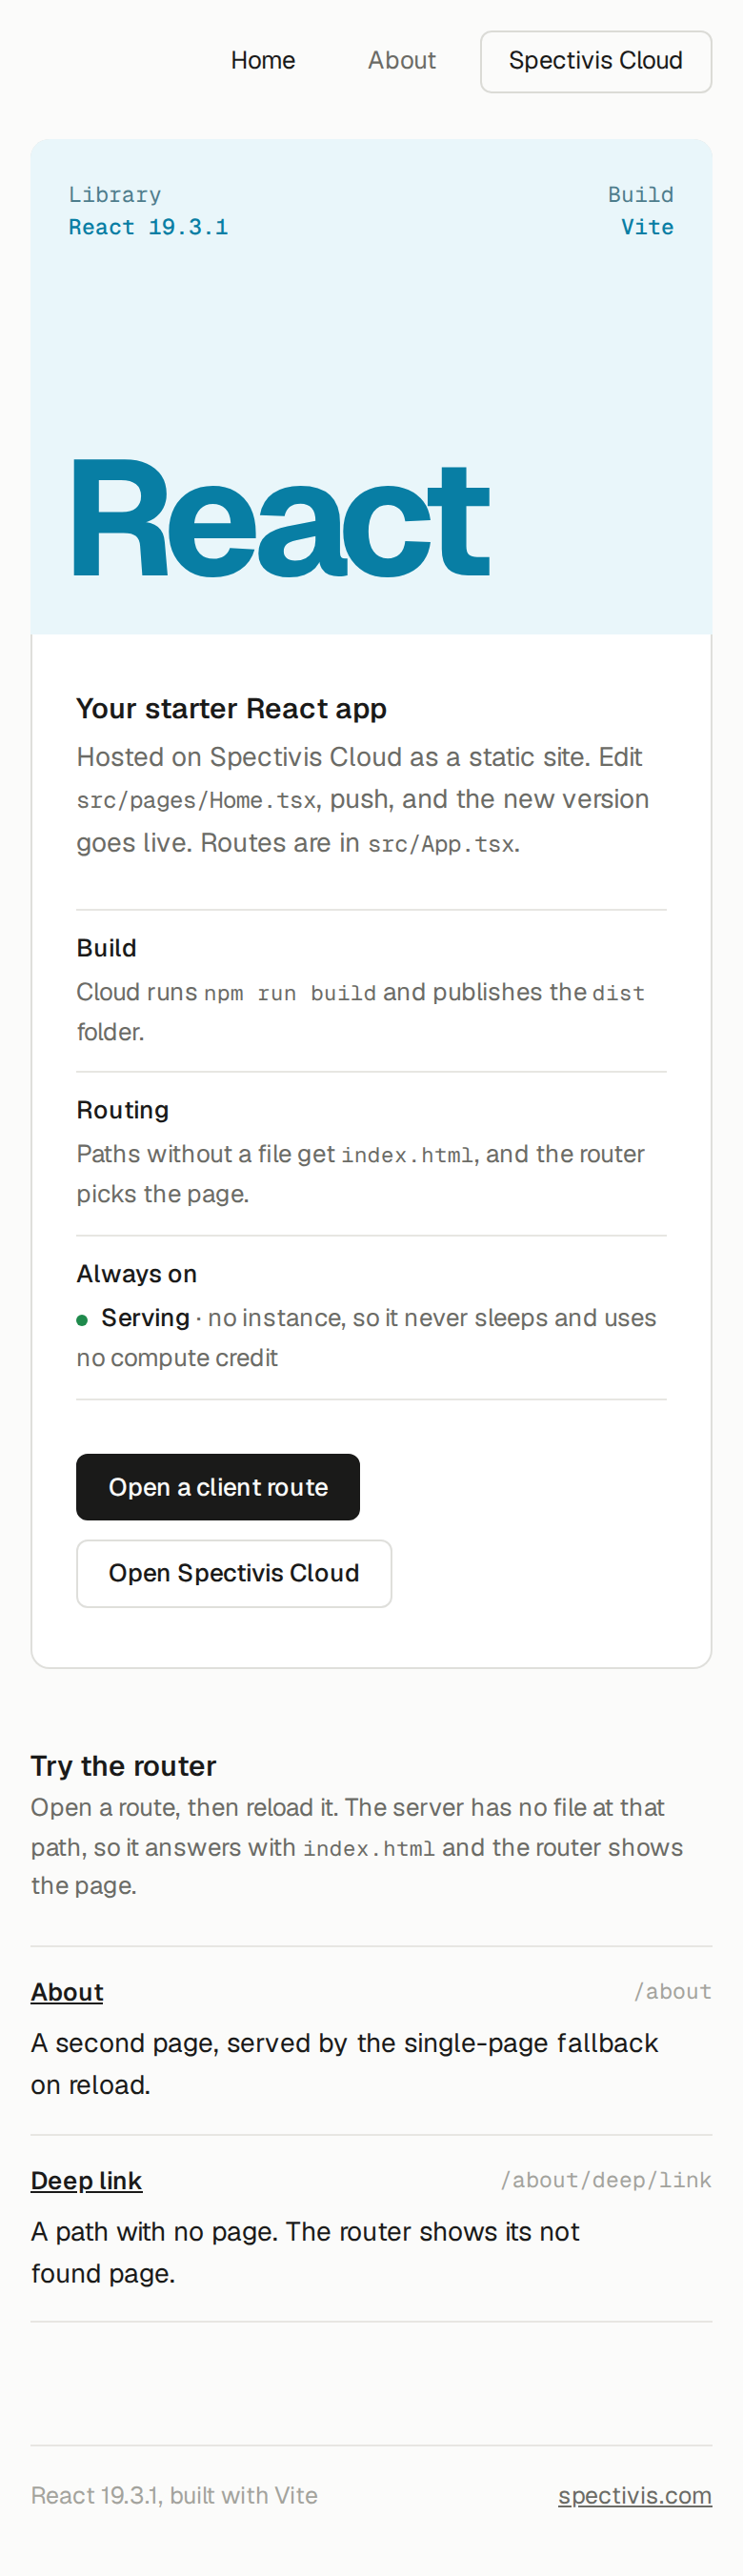 Home About Spectivis Cloud
Library Build
React 19.3.1 Vite
React
Your starter React app
Hosted on Spectivis Cloud as a static site. Edit
src/pages/Home.tsx, push, and the new version
goes live. Routes are in src/App.tsx.
Build
Cloud runs npm run build and publishes the dist
folder.
Routing
Paths without a file get index.html, and the router
picks the page.
Always on
Serving · no instance, so it never sleeps and uses
no compute credit
Open a client route
Open Spectivis Cloud
Try the router
Open a route, then reload it. The server has no file at that
path, so it answers with index.html and the router shows
the page.
About /about
A second page, served by the single-page fallback
on reload.
Deep link /about/deep/link
A path with no page. The router shows its not
found page.
React 19.3.1, built with Vite spectivis.com